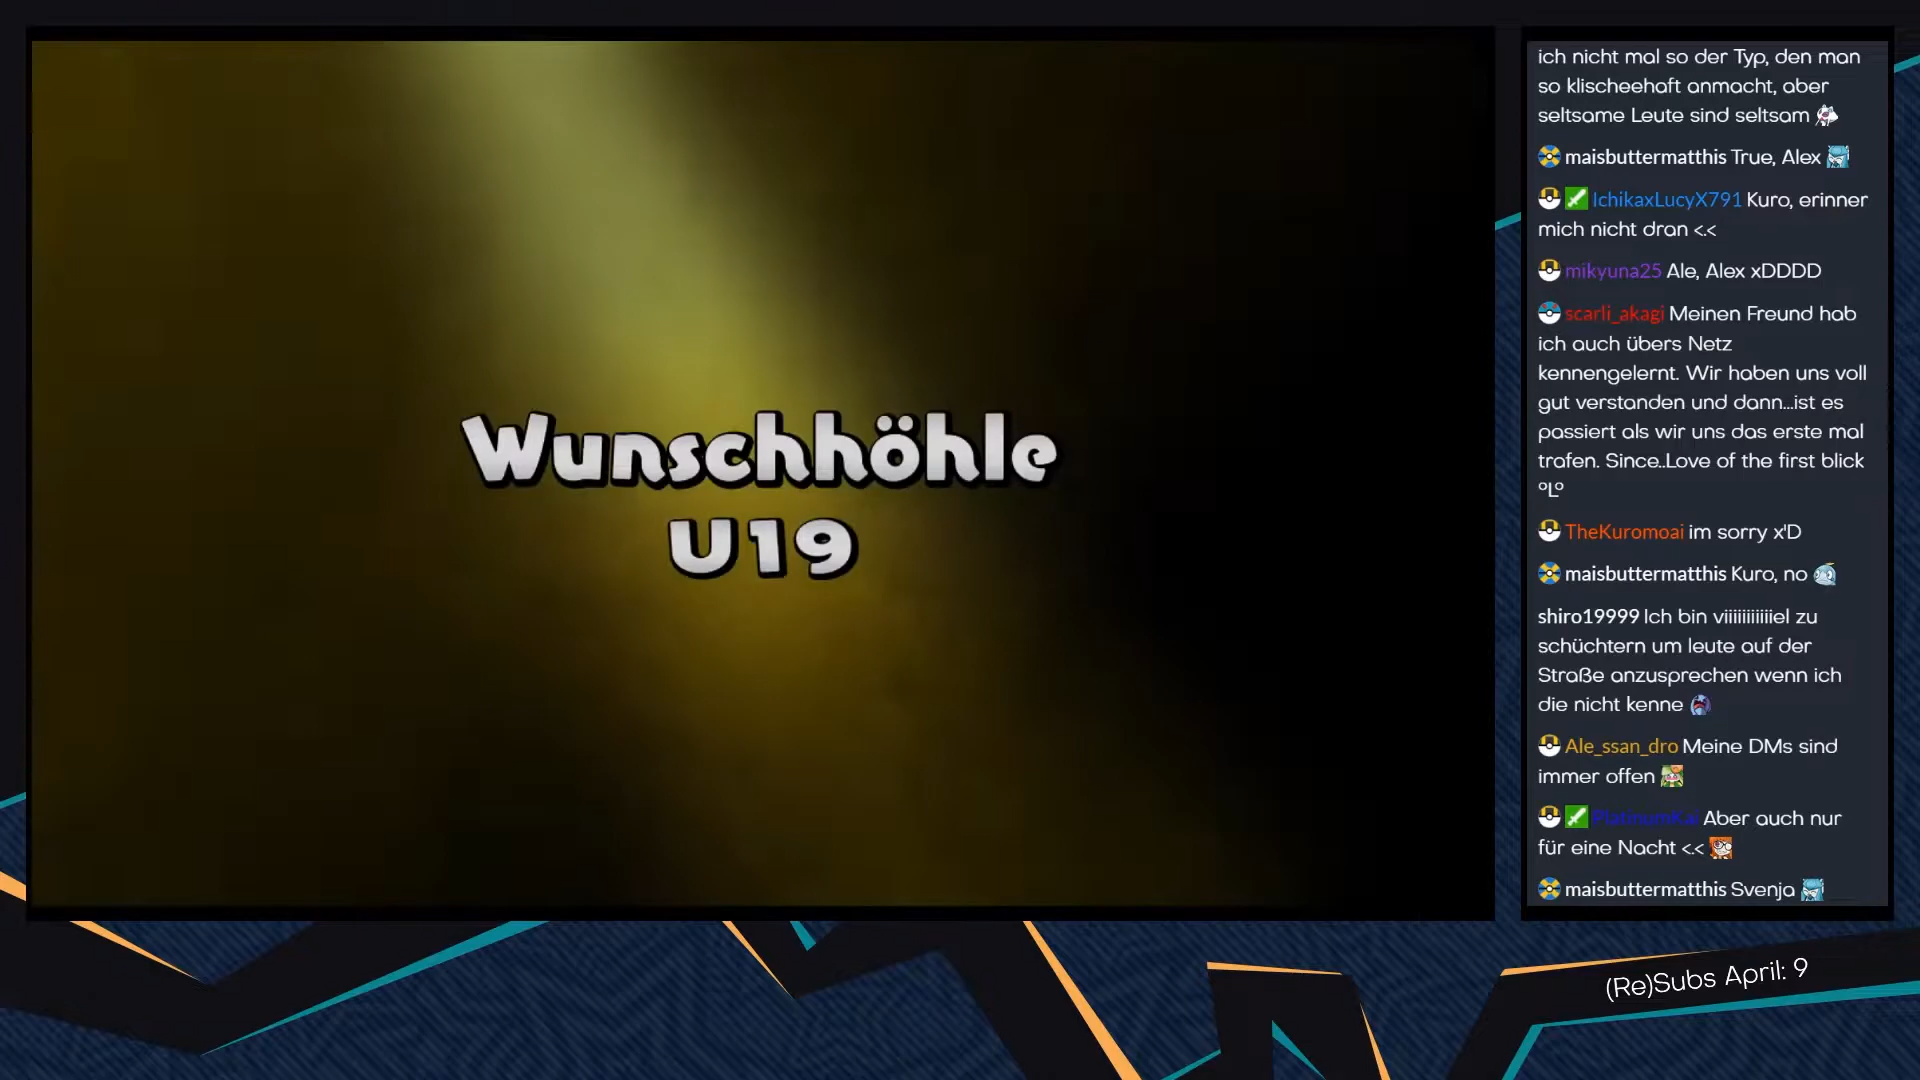 Wunschhöhle
U19
ich nicht mal so der Typ, den man
so klischeehaft anmacht, aber
seltsame Leute sind seltsam
maisbuttermatthis True, Alex
IchikaxLucyX791 Kuro, erinner
mich nicht dran <.<
mikyuna25 Ale, Alex xDDDD
scarli_akagi Meinen Freund hab
ich auch übers Netz
kennengelernt. Wir haben uns voll
gut verstanden und dann...ist es
passiert als wir uns das erste mal
trafen. Since..Love of the first blick
°L°
TheKuromoai im sorry x'D
maisbuttermatthis Kuro, no
shiro19999 Ich bin viiiiiiiiiiiel zu
schüchtern um leute auf der
Straße anzusprechen wenn ich
die nicht kenne
Ale_ssan_dro Meine DMs sind
immer offen
PlatinumKai Aber auch nur
für eine Nacht <.<
maisbuttermatthis Svenja
(Re)Subs April: 9